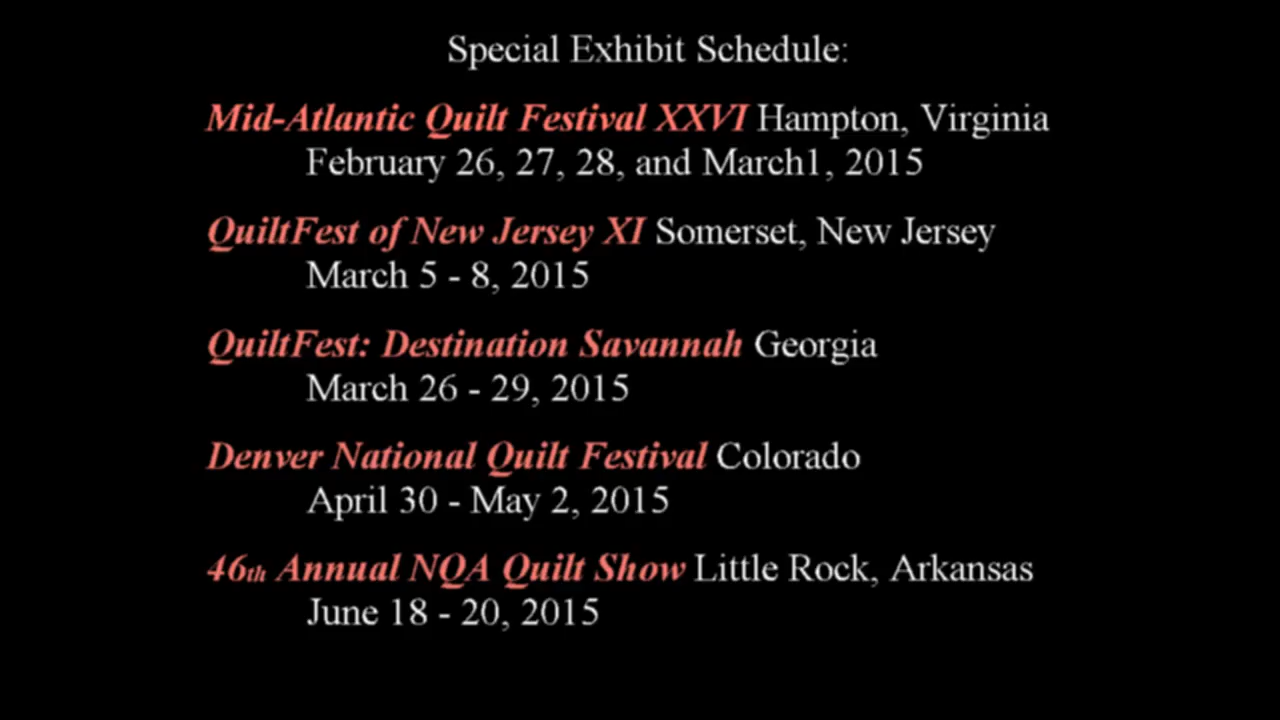 Special Exhibit Schedule:
Mid-Atlantic Quilt Festival XXVI Hampton, Virginia
February 26, 27, 28, and March1, 2015
QuiltFest of New Jersey XI Somerset, New Jersey
March 5 - 8, 2015
QuiltFest: Destination Savannah Georgia
March 26 - 29, 2015
Denver National Quilt Festival Colorado
April 30 - May 2, 2015
46th Annual NQA Quilt Show Little Rock, Arkansas
June 18 - 20, 2015